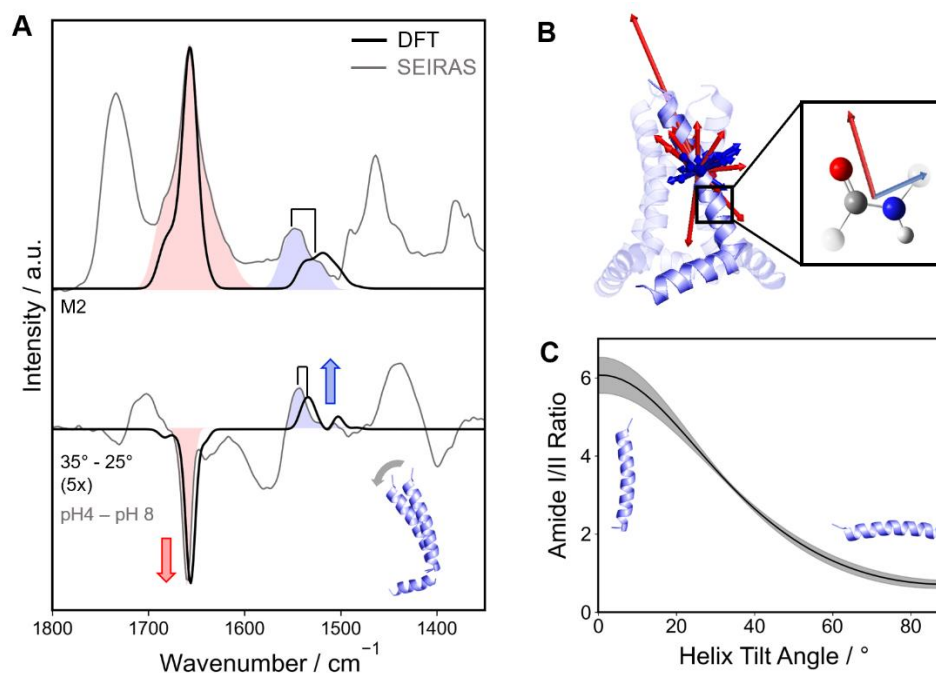 A
DFT
SEIRAS
Intensity / a.u.
M2
35° - 25°
(5x)
pH4 – pH 8
1800
1700
1600
1500
1400
Wavenumber / cm⁻¹
B
C
Amide I/II Ratio
6
4
2
0
0
20
40
60
80
Helix Tilt Angle / °